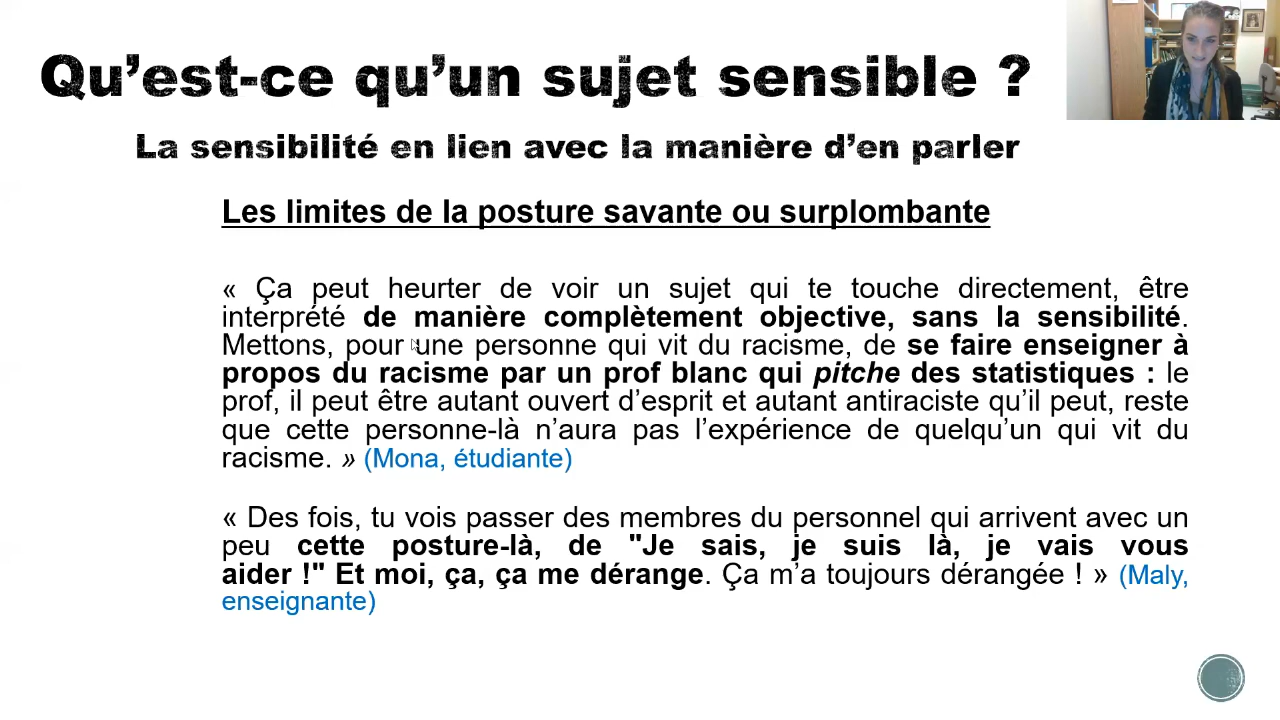 Qu’est-ce qu’un sujet sensible ?
La sensibilité en lien avec la manière d’en parler
Les limites de la posture savante ou surplombante
« Ça peut heurter de voir un sujet qui te touche directement, être
interprété de manière complètement objective, sans la sensibilité.
Mettons, pour une personne qui vit du racisme, de se faire enseigner à
propos du racisme par un prof blanc qui pitche des statistiques : le
prof, il peut être autant ouvert d’esprit et autant antiraciste qu’il peut, reste
que cette personne-là n’aura pas l’expérience de quelqu’un qui vit du
racisme. » (Mona, étudiante)
« Des fois, tu vois passer des membres du personnel qui arrivent avec un
peu cette posture-là, de "Je sais, je suis là, je vais vous
aider !" Et moi, ça, ça me dérange. Ça m’a toujours dérangée ! » (Maly,
enseignante)